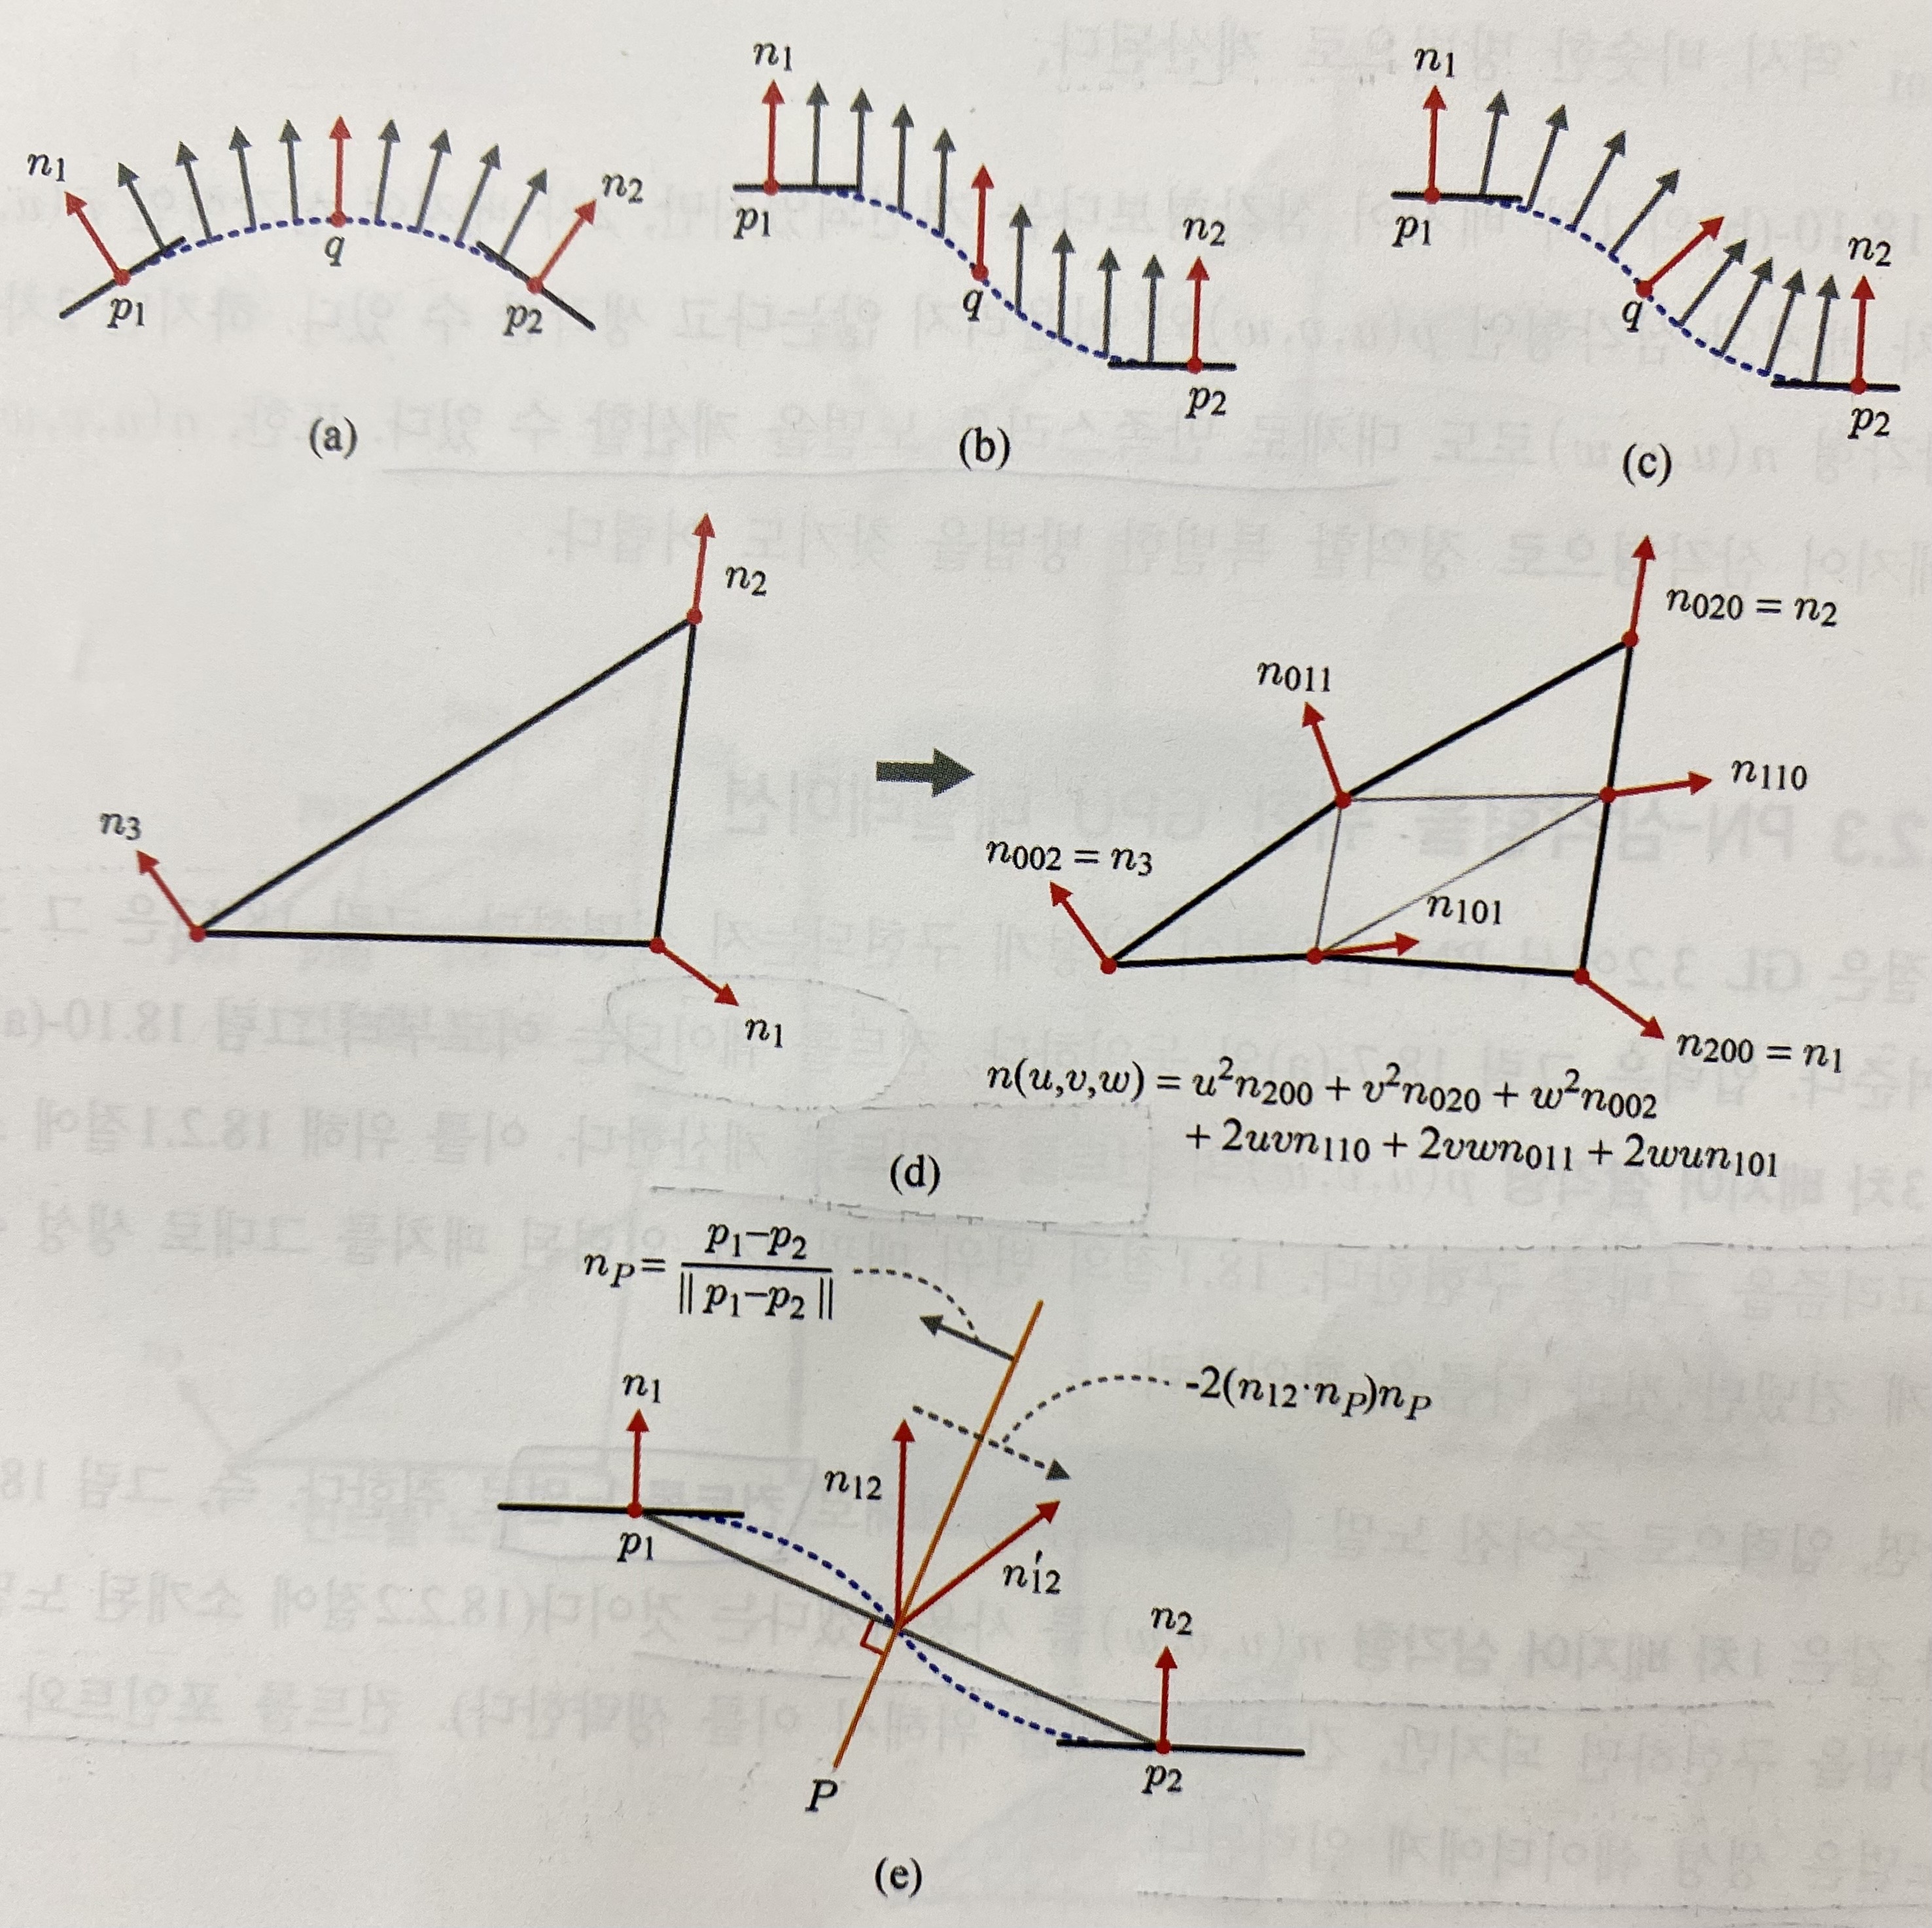 n1
n1
n1
n1
n2
n2
n2
p1
q
p2
p1
q
p2
p1
q
p2
(a)
(b)
(c)
n2
n3
n1
n020 = n2
n011
n110
n002 = n3
n101
n200 = n1
n(u,v,w) = u²n200 + v²n020 + w²n002
+ 2uvn110 + 2vwn011 + 2wun101
(d)
nP = p1−p2 / || p1−p2 ||
-2(n12·nP)nP
n1
n12
n′12
p1
n2
p2
P
(e)